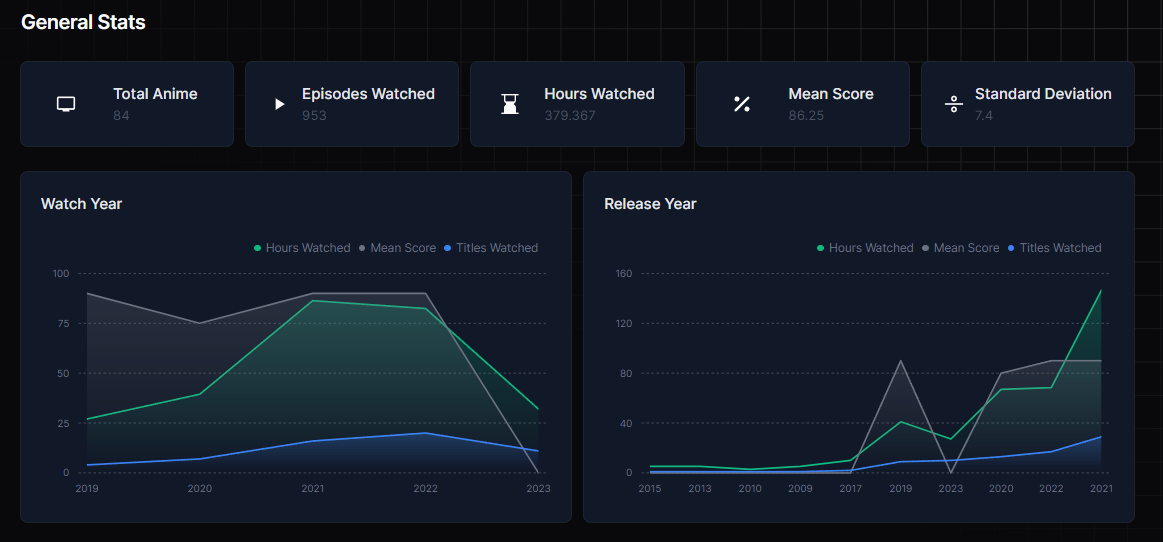 General Stats
Total Anime
84
Episodes Watched
953
Hours Watched
379.367
Mean Score
86.25
Standard Deviation
7.4
Watch Year
Hours Watched Mean Score Titles Watched
100
75
50
25
0
2019 2020 2021 2022 2023
Release Year
Hours Watched Mean Score Titles Watched
160
120
80
40
0
2015 2013 2010 2009 2017 2019 2023 2020 2022 2021